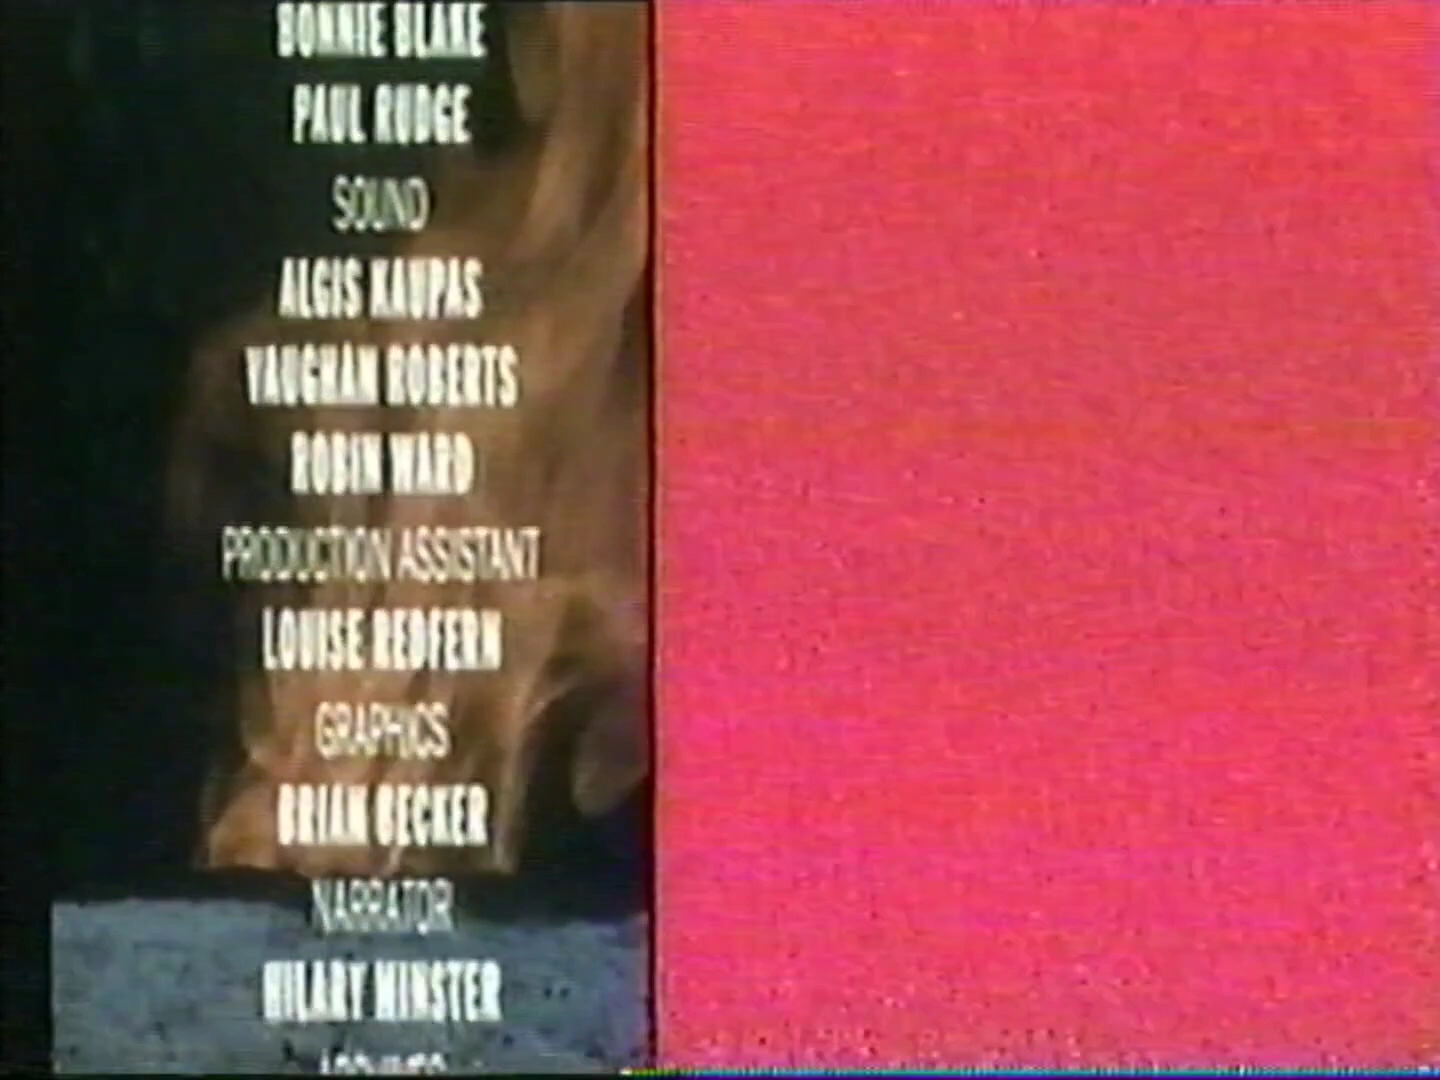 BONNIE BLAKE
PAUL RUDGE
SOUND
ALGIS KAUPAS
VAUGHAN ROBERTS
ROBIN WARD
PRODUCTION ASSISTANT
LOUISE REDFERN
GRAPHICS
BRIAN BECKER
NARRATOR
HILARY MINSTER